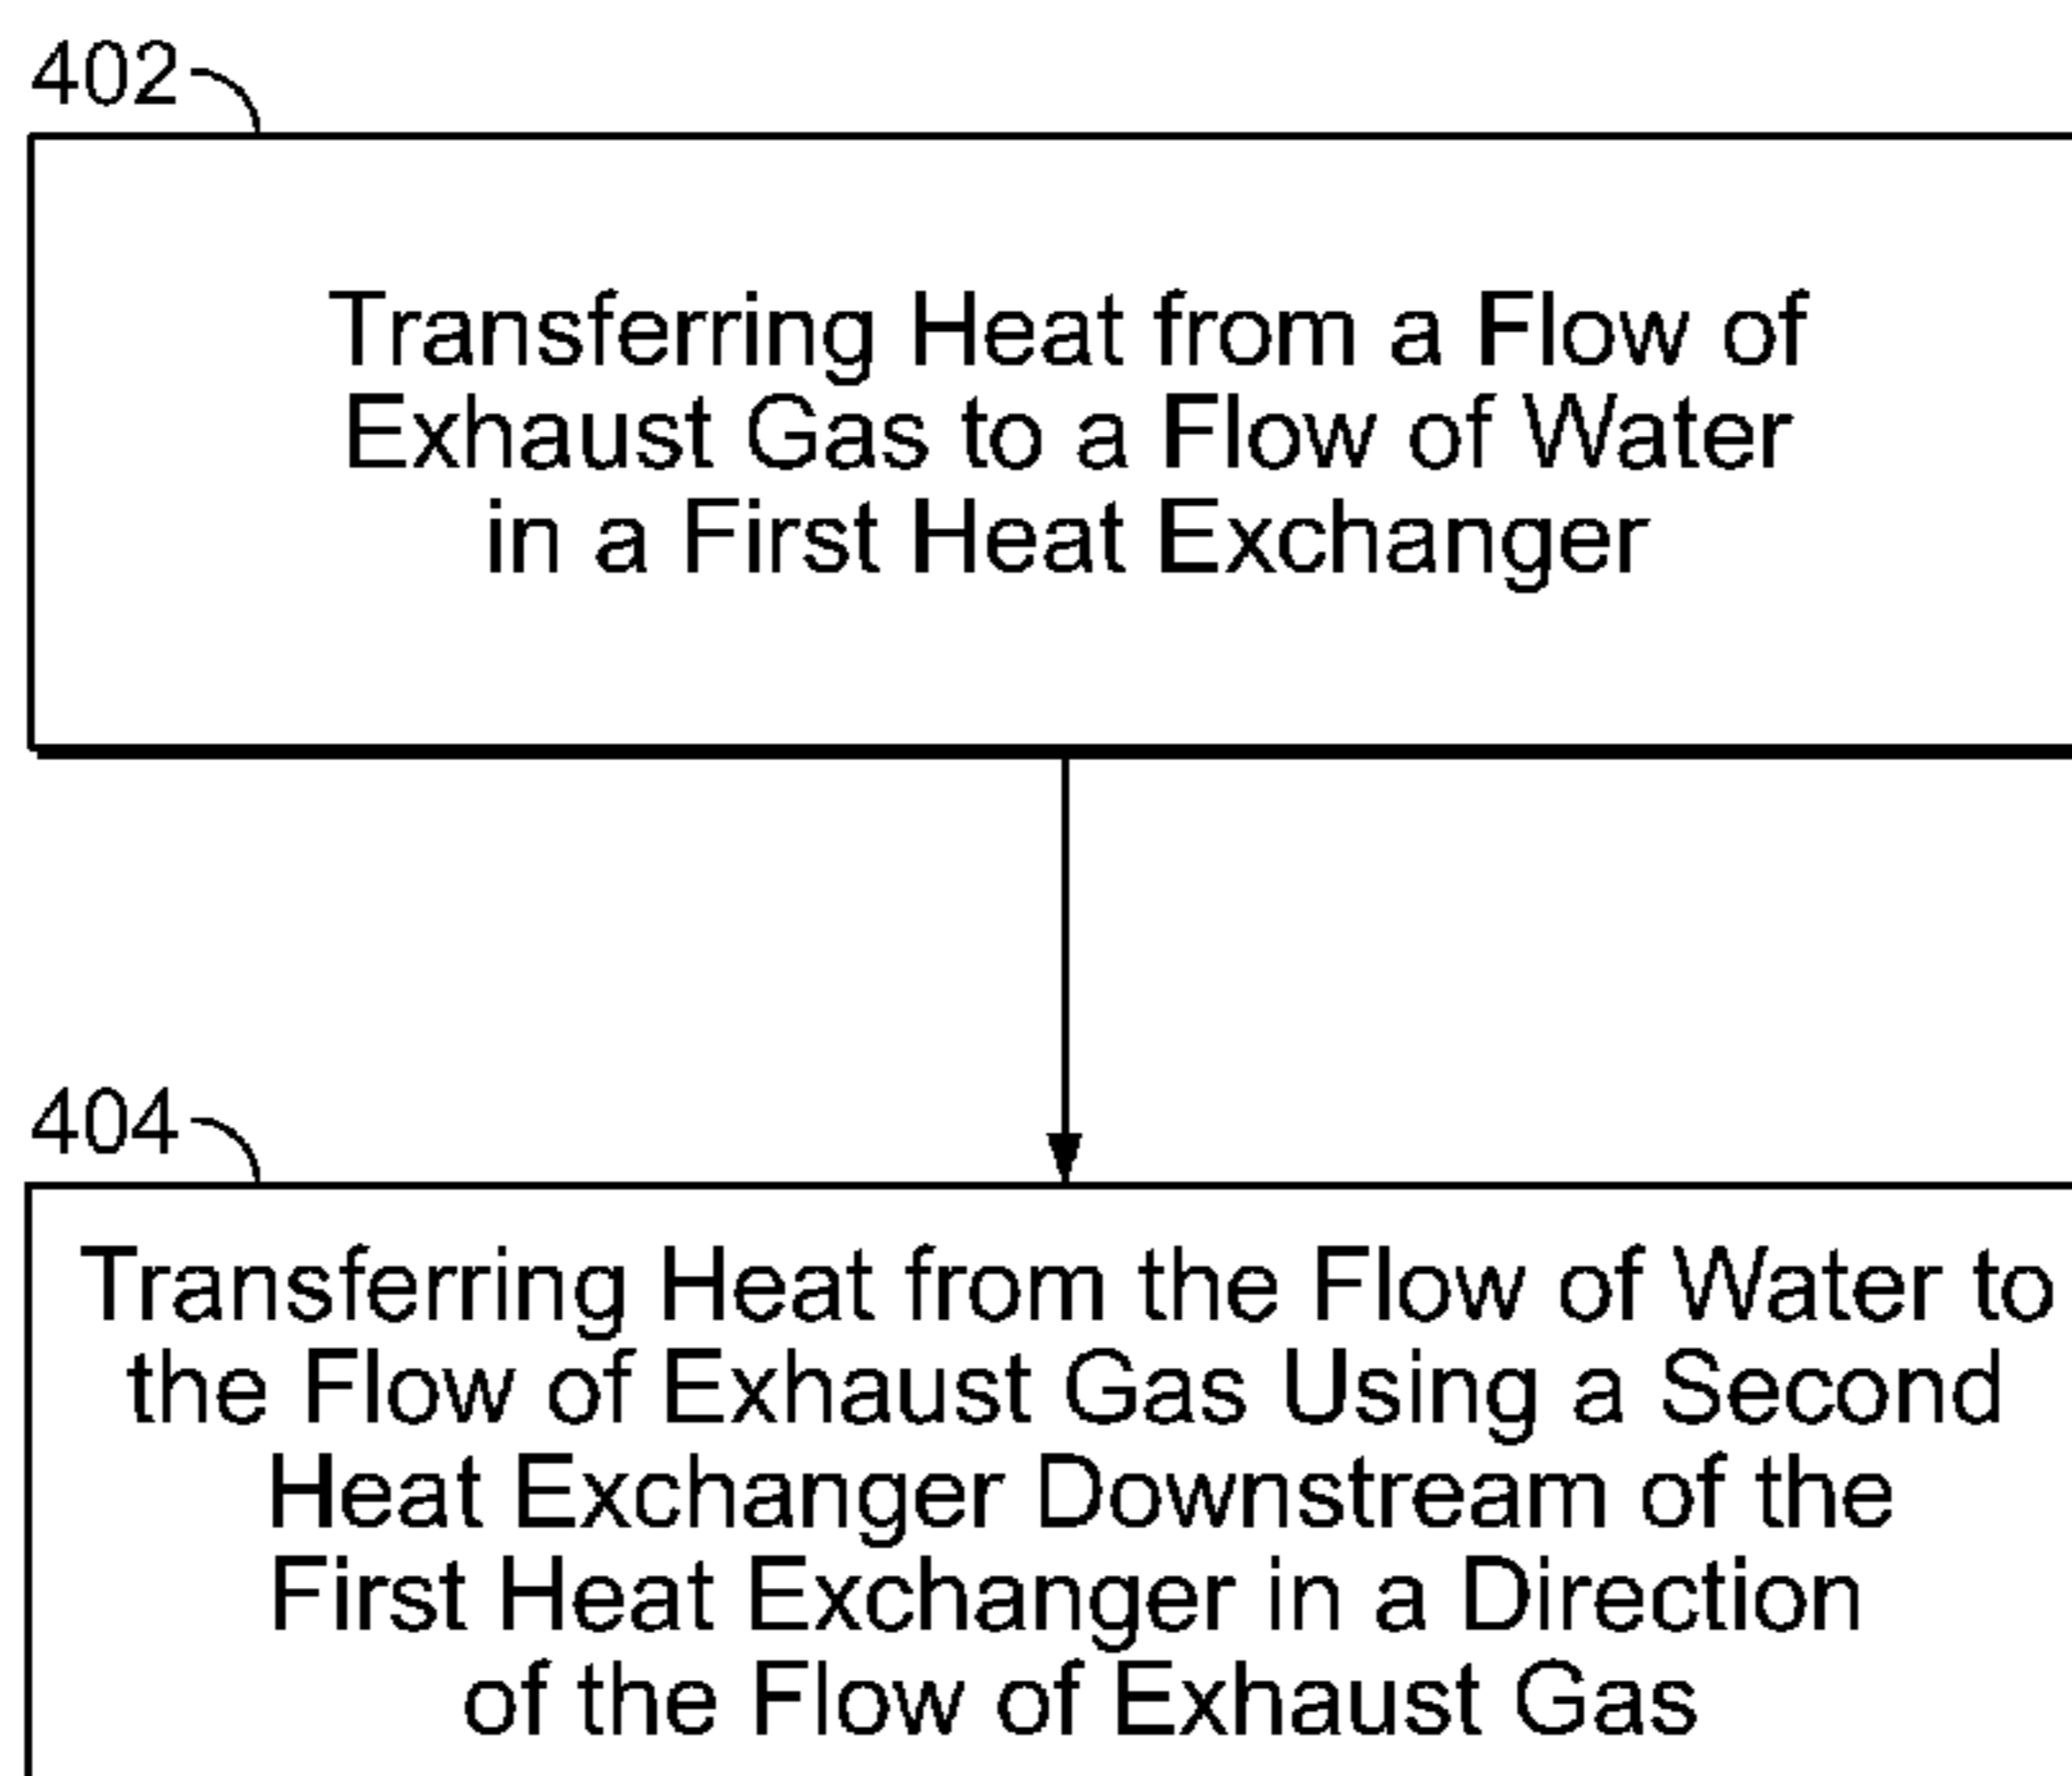 402
Transferring Heat from a Flow of
Exhaust Gas to a Flow of Water
in a First Heat Exchanger
404
Transferring Heat from the Flow of Water to
the Flow of Exhaust Gas Using a Second
Heat Exchanger Downstream of the
First Heat Exchanger in a Direction
of the Flow of Exhaust Gas